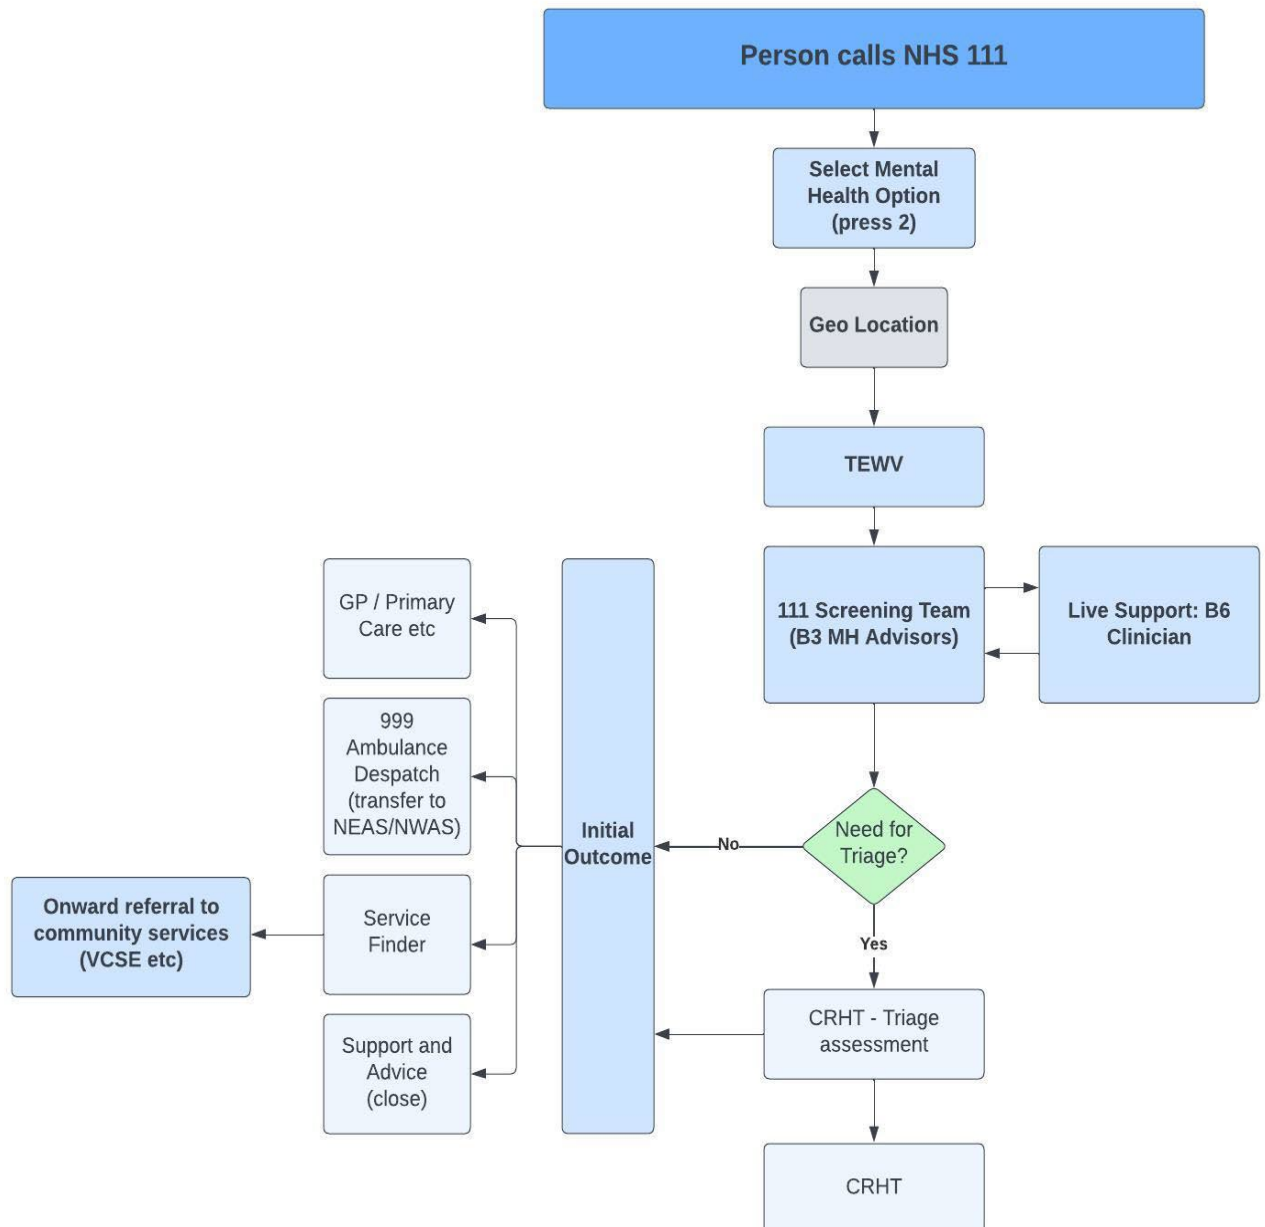 Person calls NHS 111
Select Mental
Health Option
(press 2)
Geo Location
TEWV
111 Screening Team
(B3 MH Advisors)
Live Support: B6
Clinician
Need for
Triage?
No
Yes
Initial
Outcome
GP / Primary
Care etc
999
Ambulance
Despatch
(transfer to
NEAS/NWAS)
Service
Finder
Onward referral to
community services
(VCSE etc)
Support and
Advice
(close)
CRHT - Triage
assessment
CRHT